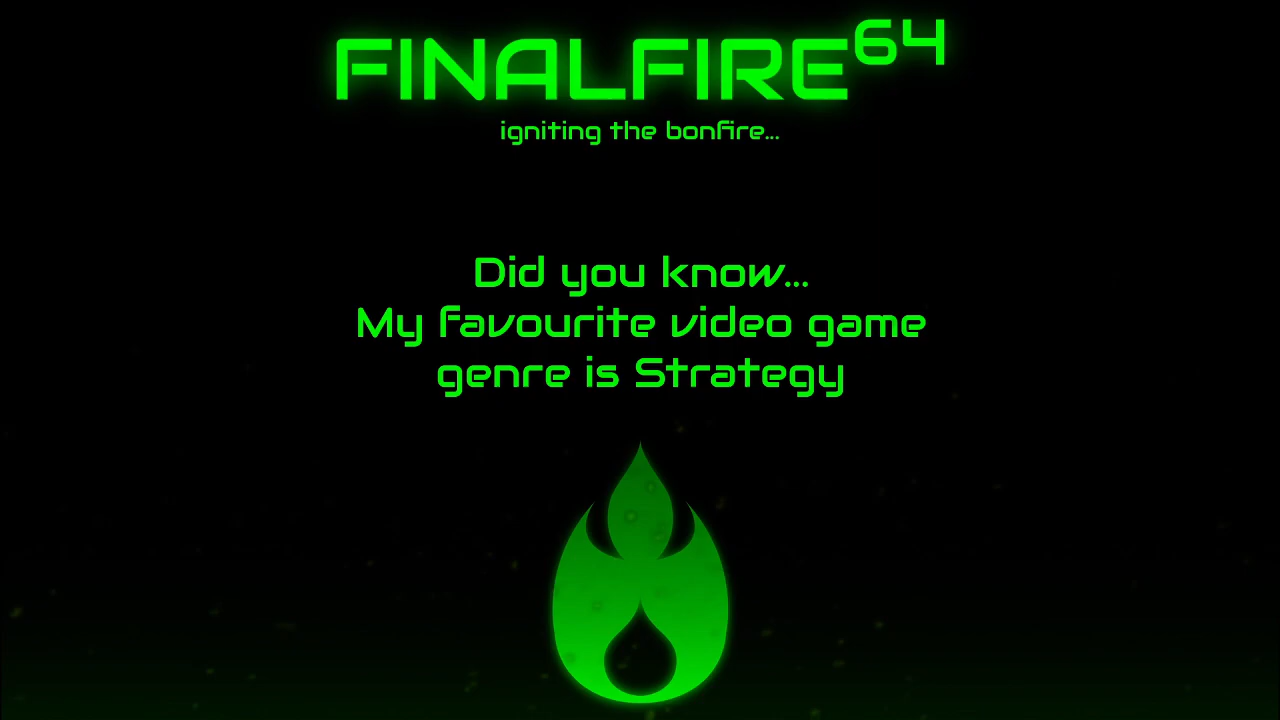 FINALFIRE64
igniting the bonfire...
Did you know...
My favourite video game
genre is Strategy